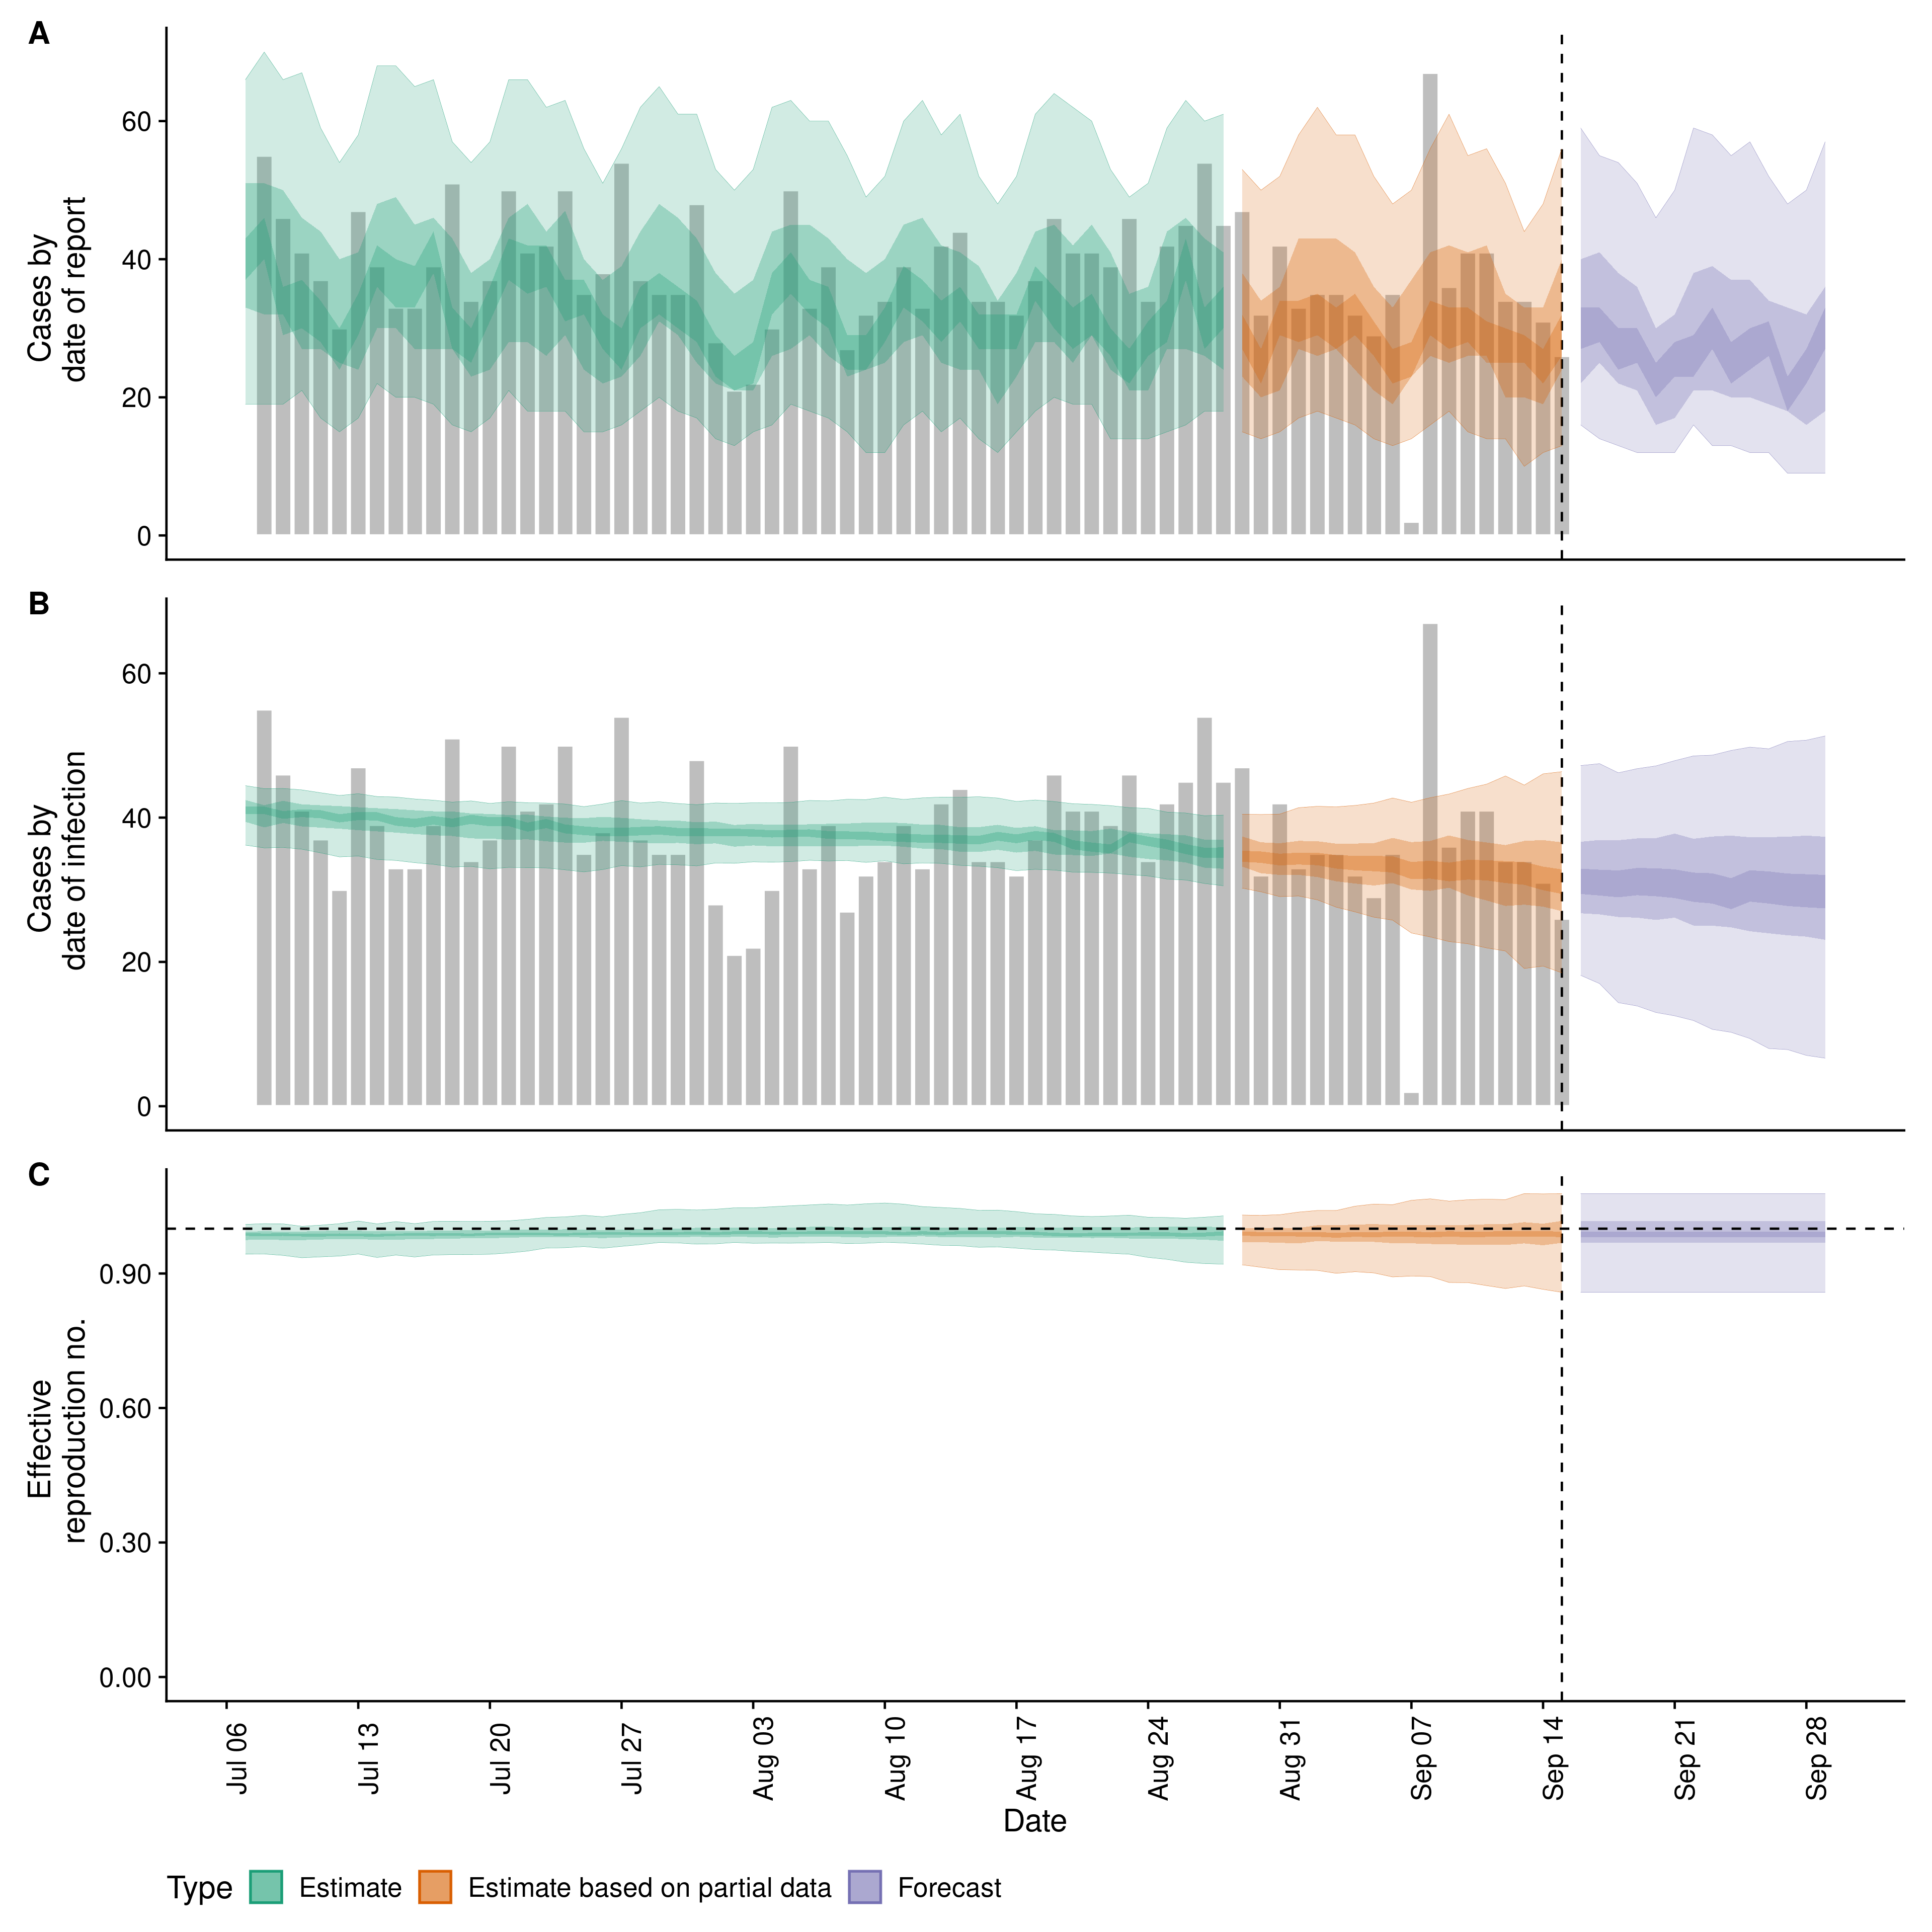 A
Cases by
date of report
60
40
20
0
B
Cases by
date of infection
60
40
20
0
C
Effective
reproduction no.
0.90
0.60
0.30
0.00
Jul 06
Jul 13
Jul 20
Jul 27
Aug 03
Aug 10
Aug 17
Aug 24
Aug 31
Sep 07
Sep 14
Sep 21
Sep 28
Date
Type Estimate Estimate based on partial data Forecast